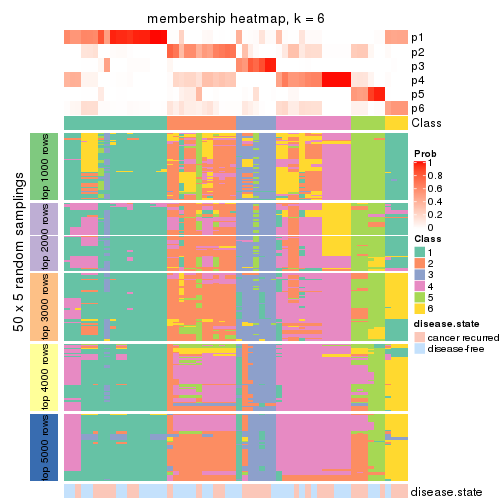 membership heatmap, k = 6
p1
p2
p3
p4
p5
p6
Class
50 x 5 random samplings
top 1000 rows
top 2000 rows
top 3000 rows
top 4000 rows
top 5000 rows
Prob
1
0.8
0.6
0.4
0.2
0
Class
1
2
3
4
5
6
disease.state
cancer recurred
disease-free
disease.state